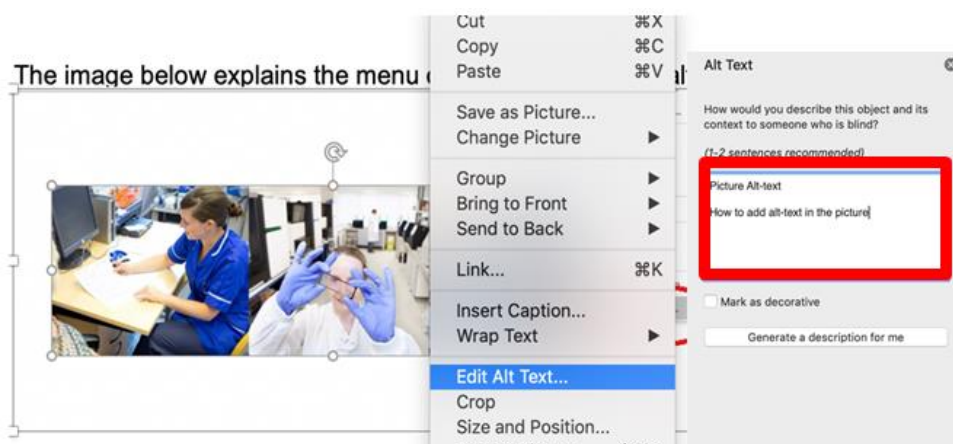 The image below explains the menu
Cut ⌘X
Copy ⌘C
Paste ⌘V
Save as Picture...
Change Picture
Group
Bring to Front
Send to Back
Link... ⌘K
Insert Caption...
Wrap Text
Edit Alt Text...
Crop
Size and Position...
Alt Text
How would you describe this object and its
context to someone who is blind?
(1-2 sentences recommended)
Picture Alt-text
How to add alt-text in the picture
Mark as decorative
Generate a description for me